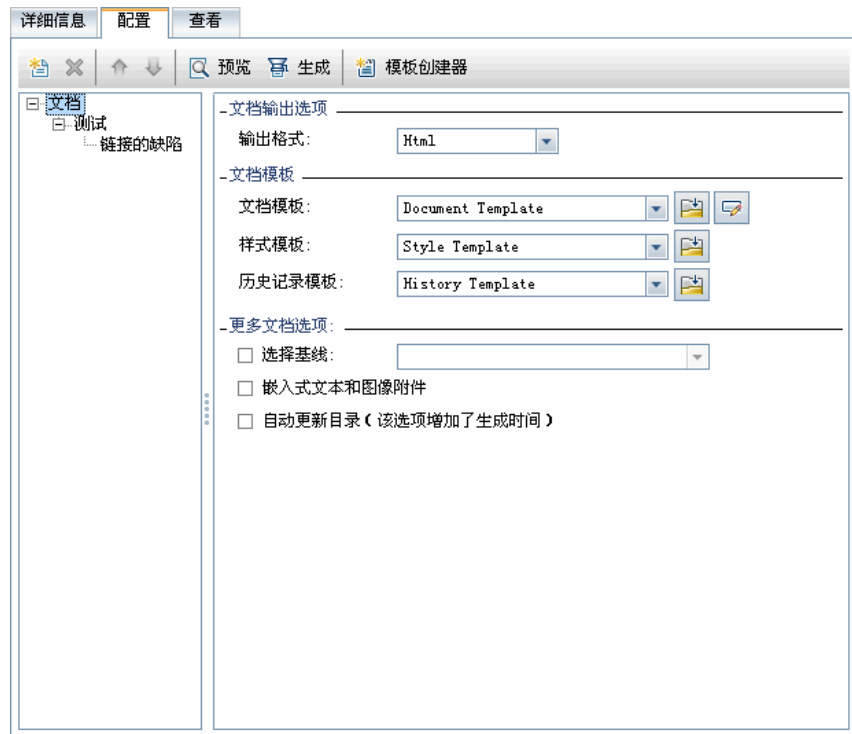 详细信息 配置 查看
预览 生成 模板创建器
文档
测试
链接的缺陷
文档输出选项
输出格式: Html
文档模板
文档模板: Document Template
样式模板: Style Template
历史记录模板: History Template
更多文档选项:
选择基线:
嵌入式文本和图像附件
自动更新目录(该选项增加了生成时间)